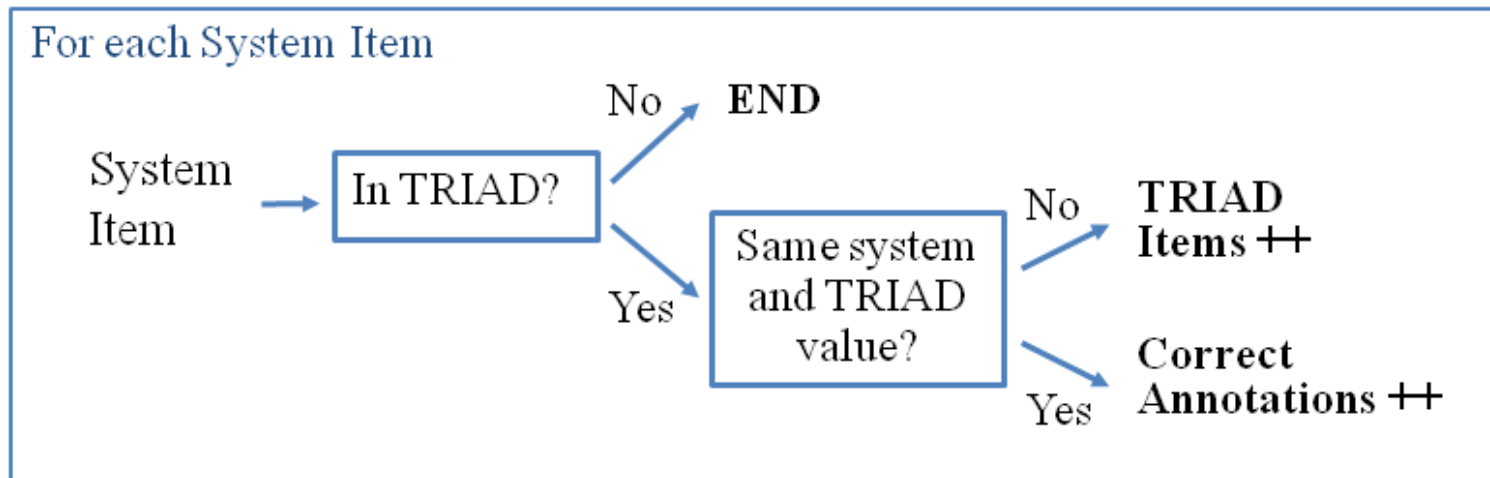 For each System Item
System
Item
In TRIAD?
No
END
Yes
Same system
and TRIAD
value?
No
TRIAD
Items ++
Yes
Correct
Annotations ++